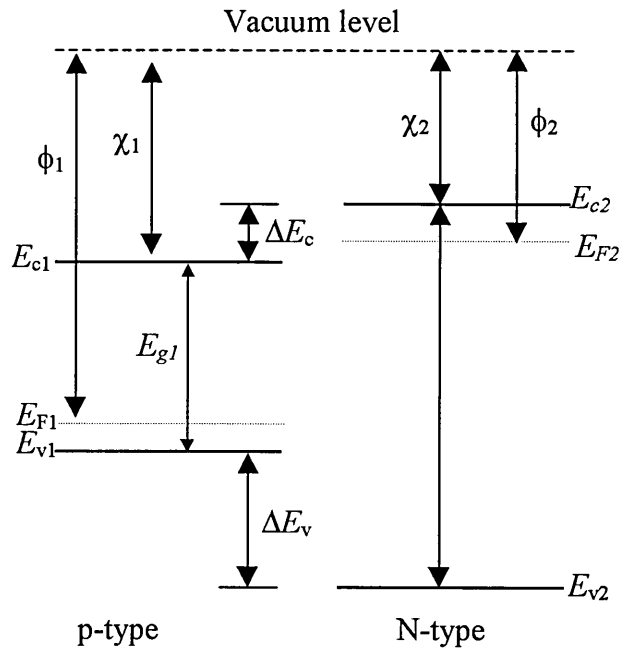 Vacuum level
ϕ1
χ1
χ2
ϕ2
Ec2
ΔEc
EF2
Ec1
Eg1
EF1
Ev1
ΔEv
Ev2
p-type
N-type